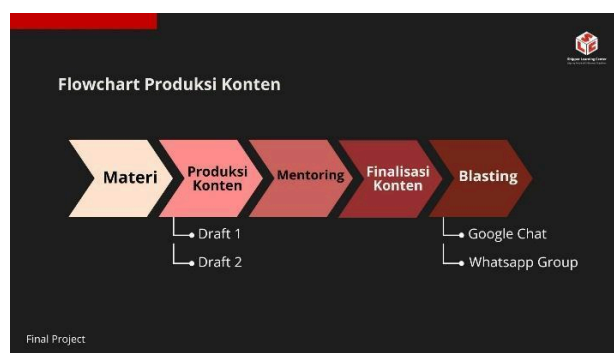 Flowchart Produksi Konten
Materi
Produksi
Konten
Mentoring
Finalisasi
Konten
Blasting
Draft 1
Draft 2
Google Chat
Whatsapp Group
Final Project